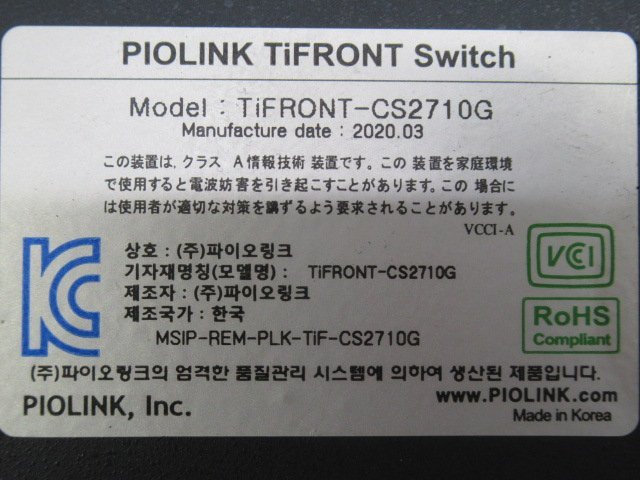 PIOLINK TiFRONT Switch
Model : TiFRONT-CS2710G
Manufacture date : 2020.03
この装置は、クラス A情報技術 装置です。この 装置を家庭環境
で使用すると電波妨害を引き起こすことがあります。この 場合に
は使用者が適切な対策を講ずるよう要求されることがあります。
VCCI-A
상호 : (주)파이오링크
기자재명칭(모델명) : TiFRONT-CS2710G
제조자 : (주)파이오링크
제조국가 : 한국
MSIP-REM-PLK-TiF-CS2710G
KC
VCI
RoHS
Compliant
(주)파이오링크의 엄격한 품질관리 시스템에 의하여 생산된 제품입니다.
PIOLINK, Inc.
www.PIOLINK.com
Made in Korea